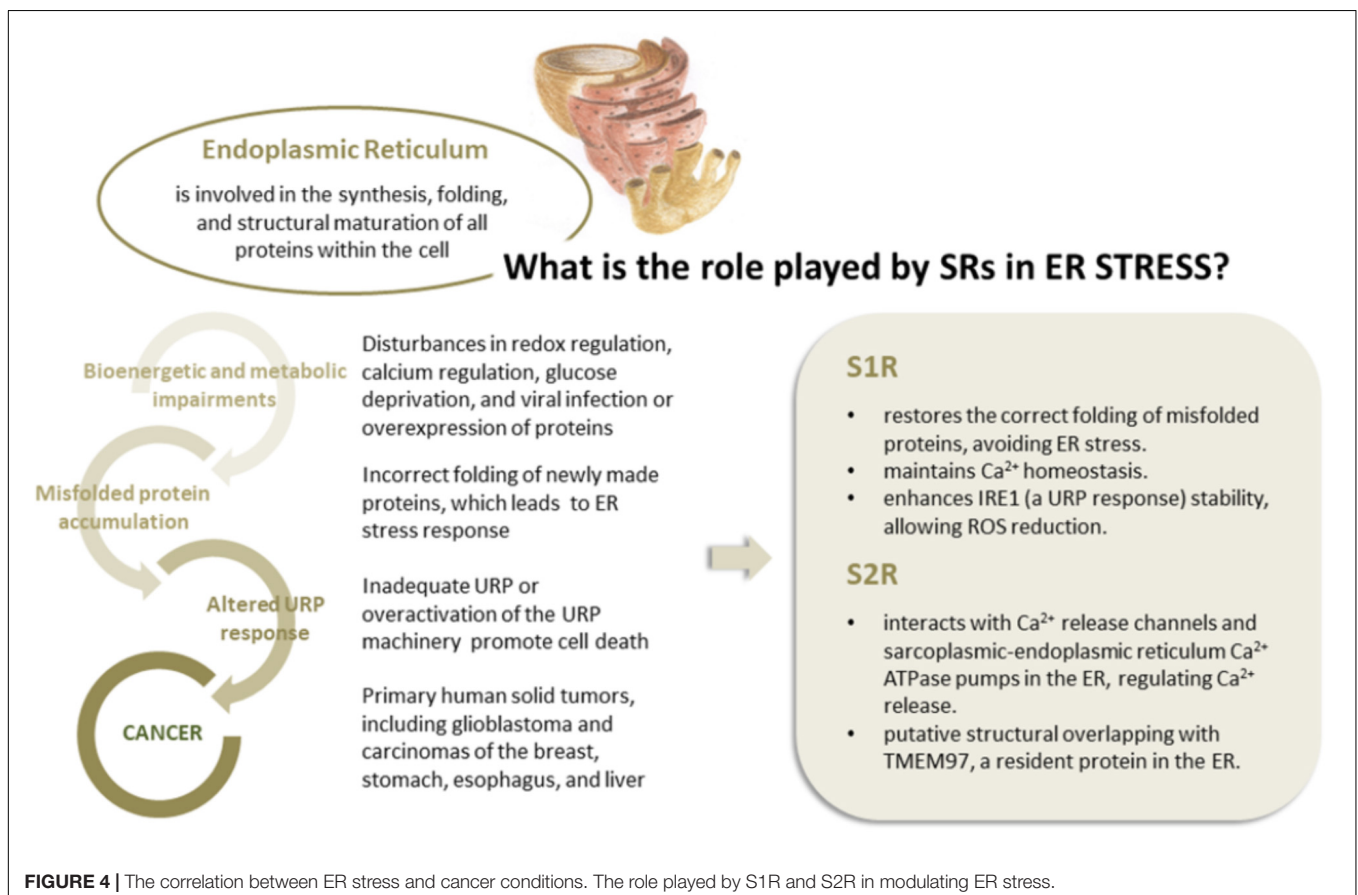 Endoplasmic Reticulum
is involved in the synthesis, folding,
and structural maturation of all
proteins within the cell
What is the role played by SRs in ER STRESS?
Bioenergetic and metabolic
impairments
Disturbances in redox regulation,
calcium regulation, glucose
deprivation, and viral infection or
overexpression of proteins
Misfolded protein
accumulation
Incorrect folding of newly made
proteins, which leads to ER
stress response
Altered URP
response
Inadequate URP or
overactivation of the URP
machinery promote cell death
CANCER
Primary human solid tumors,
including glioblastoma and
carcinomas of the breast,
stomach, esophagus, and liver
S1R
• restores the correct folding of misfolded
proteins, avoiding ER stress.
• maintains Ca²⁺ homeostasis.
• enhances IRE1 (a URP response) stability,
allowing ROS reduction.
S2R
• interacts with Ca²⁺ release channels and
sarcoplasmic-endoplasmic reticulum Ca²⁺
ATPase pumps in the ER, regulating Ca²⁺
release.
• putative structural overlapping with
TMEM97, a resident protein in the ER.
FIGURE 4 | The correlation between ER stress and cancer conditions. The role played by S1R and S2R in modulating ER stress.